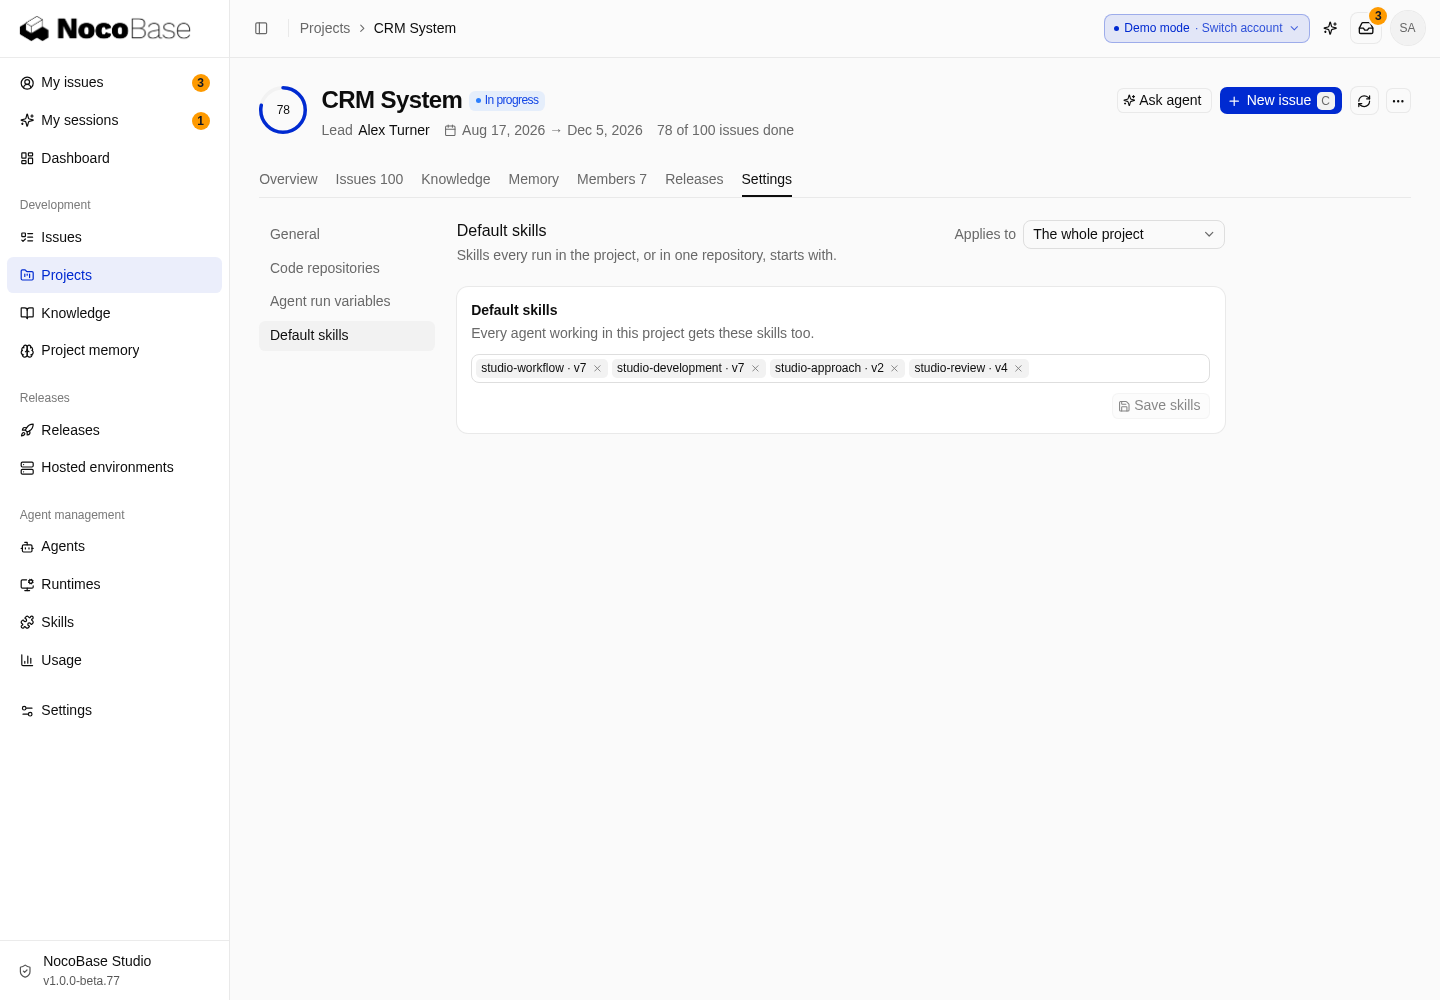 NocoBase
Projects > CRM System
Demo mode · Switch account
3
SA
My issues 3
My sessions 1
Dashboard
Development
Issues
Projects
Knowledge
Project memory
Releases
Releases
Hosted environments
Agent management
Agents
Runtimes
Skills
Usage
Settings
NocoBase Studio
v1.0.0-beta.77
78
CRM System In progress
Lead Alex Turner Aug 17, 2026 → Dec 5, 2026 78 of 100 issues done
Ask agent
New issue C
Overview Issues 100 Knowledge Memory Members 7 Releases Settings
General
Code repositories
Agent run variables
Default skills
Default skills
Skills every run in the project, or in one repository, starts with.
Applies to The whole project
Default skills
Every agent working in this project gets these skills too.
studio-workflow · v7 studio-development · v7 studio-approach · v2 studio-review · v4
Save skills